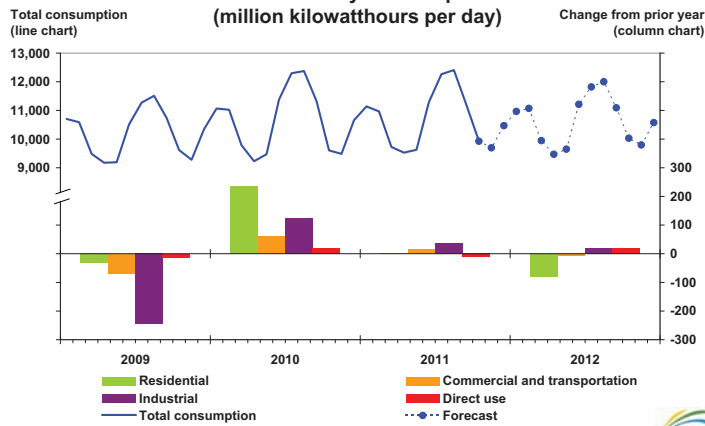 Total consumption
(line chart)
(million kilowatthours per day)
Change from prior year
(column chart)
13,000
12,000
11,000
10,000
9,000
300
200
100
0
-100
-200
-300
2009
2010
2011
2012
Residential
Commercial and transportation
Industrial
Direct use
Total consumption
Forecast